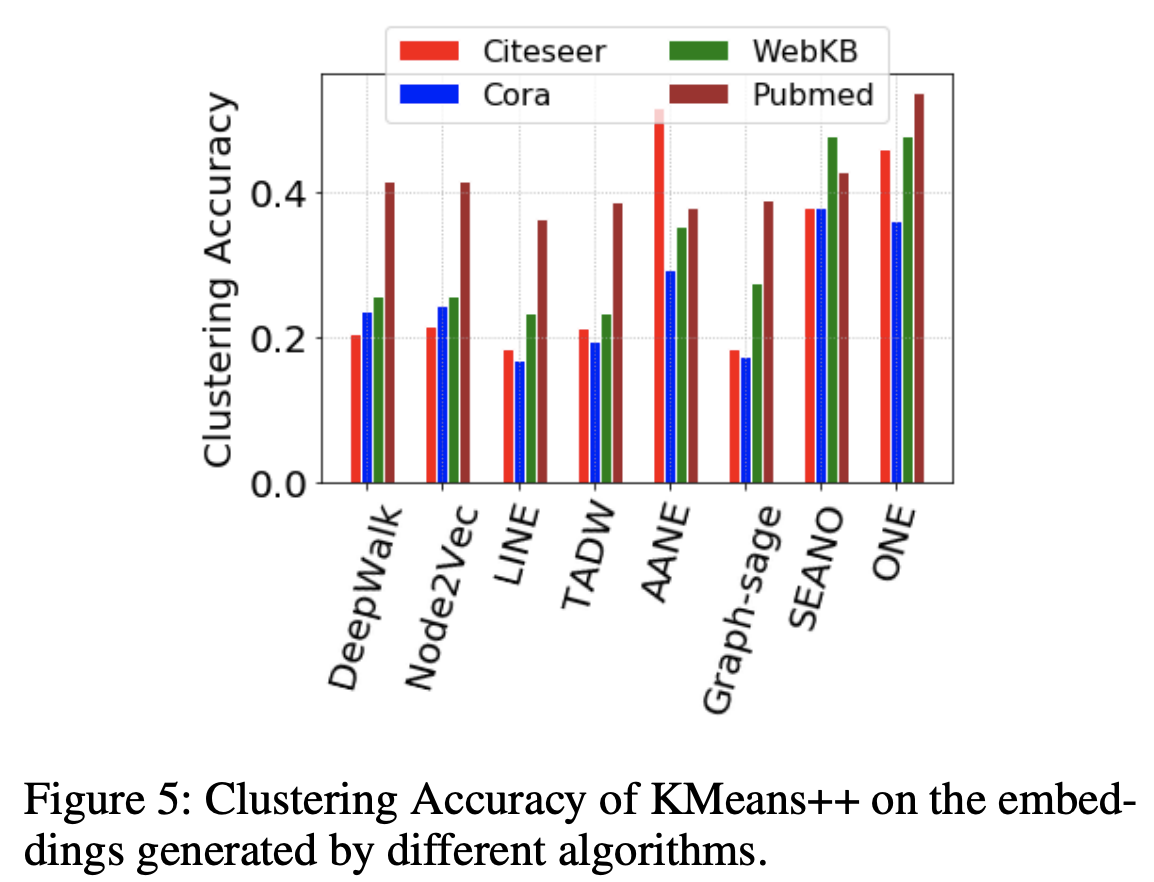 Citeseer
WebKB
Cora
Pubmed
Clustering Accuracy
0.4
0.2
0.0
DeepWalk
Node2Vec
LINE
TADW
AANE
Graph-sage
SEANO
ONE
Figure 5: Clustering Accuracy of KMeans++ on the embed-
dings generated by different algorithms.